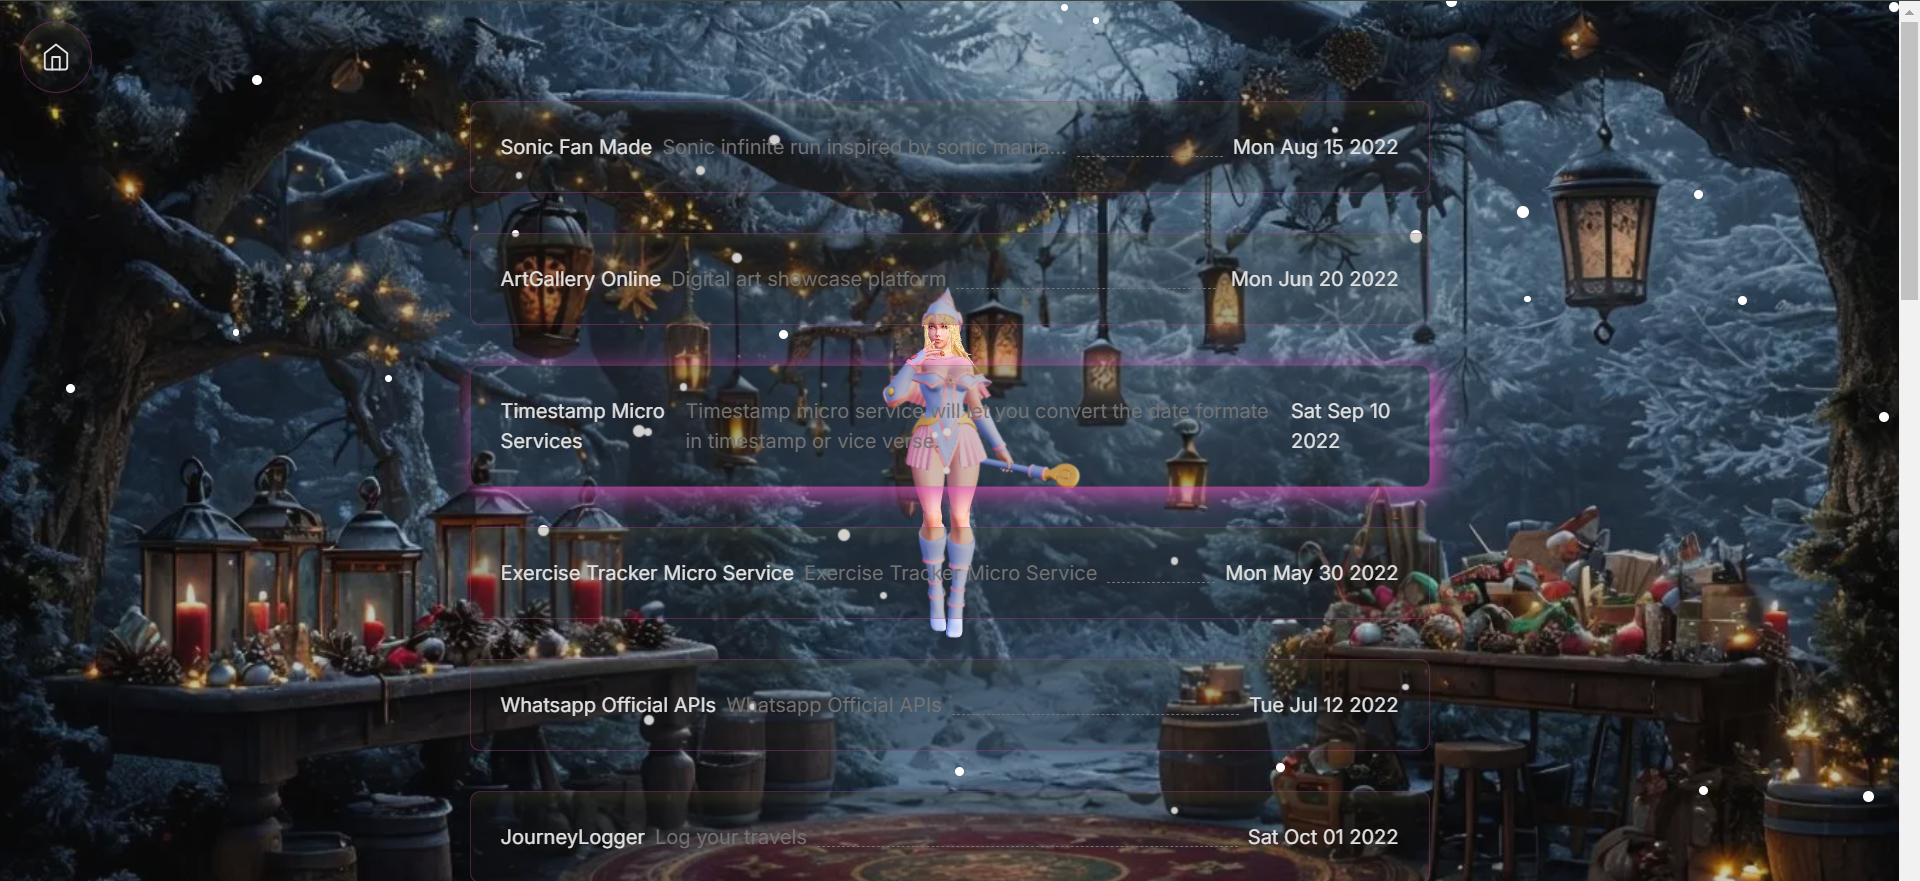 Sonic Fan Made Sonic infinite run inspired by sonic mania... Mon Aug 15 2022
ArtGallery Online Digital art showcase platform Mon Jun 20 2022
Timestamp Micro Services Timestamp micro service will let you convert the date formate in timestamp or vice verse. Sat Sep 10 2022
Exercise Tracker Micro Service Exercise Tracker Micro Service Mon May 30 2022
Whatsapp Official APIs Whatsapp Official APIs Tue Jul 12 2022
JourneyLogger Log your travels Sat Oct 01 2022